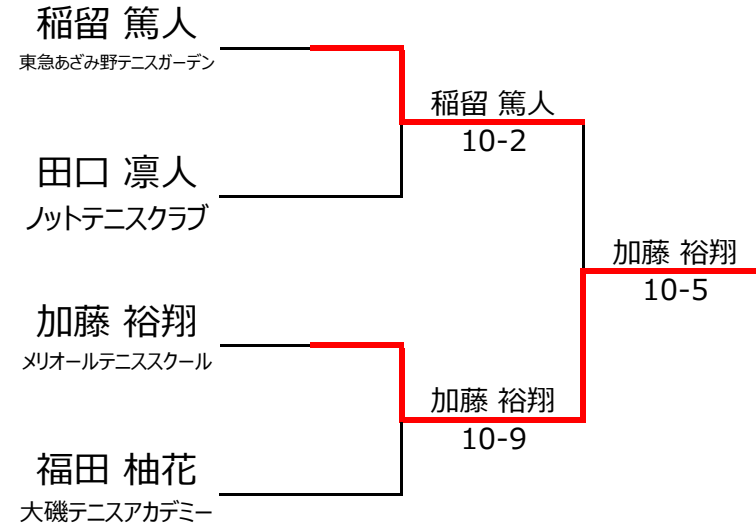 稲留 篤人
東急あざみ野テニスガーデン
稲留 篤人
10-2
田口 凛人
ノットテニスクラブ
加藤 裕翔
10-5
加藤 裕翔
メリオールテニススクール
加藤 裕翔
10-9
福田 柚花
大磯テニスアカデミー